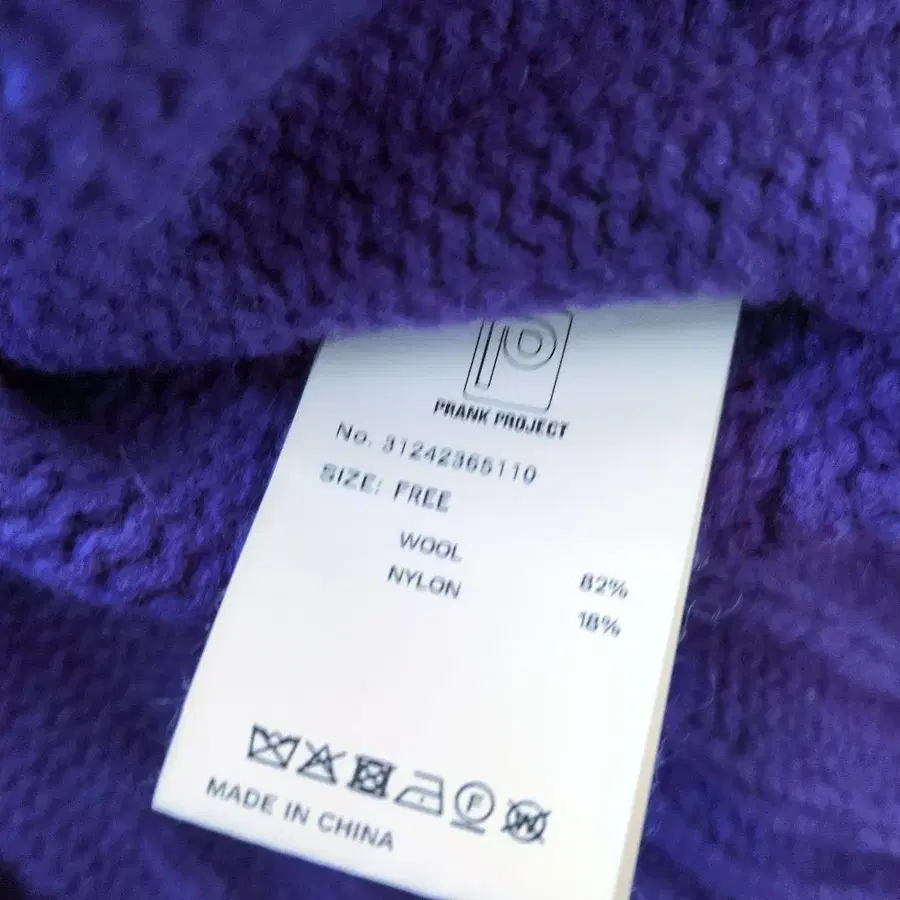 PRANK PROJECT
No. 31242365110
SIZE: FREE
WOOL 82%
NYLON 18%
F W
MADE IN CHINA